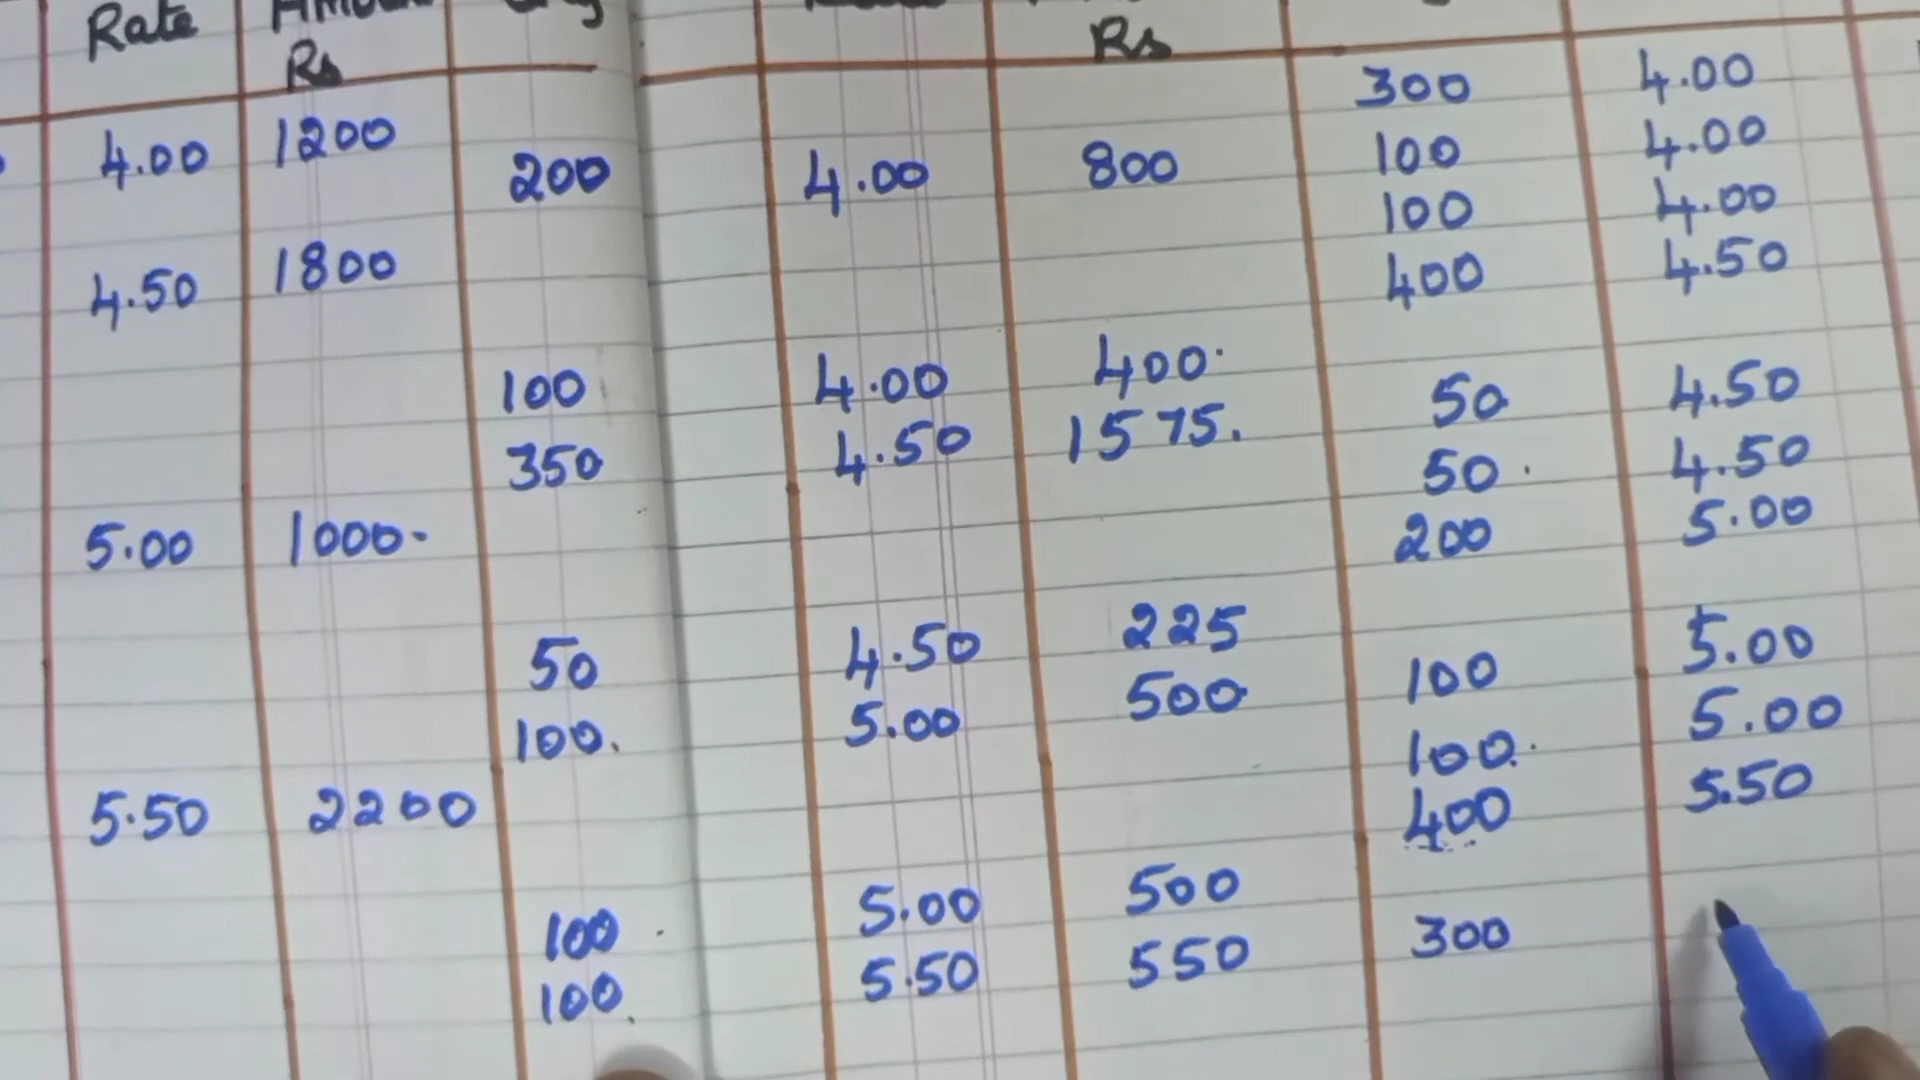 Rate Amount
Rs Rs
300 4.00
4.00 1200 200 4.00 800 100 4.00
100 4.00
4.50 1800 400 4.50
100 4.00 400. 50 4.50
350 4.50 1575. 50. 4.50
5.00 1000- 200 5.00
50 4.50 225 100 5.00
100. 5.00 500 100. 5.00
5.50 2200 400 5.50
100 5.00 500 300
100. 5.50 550